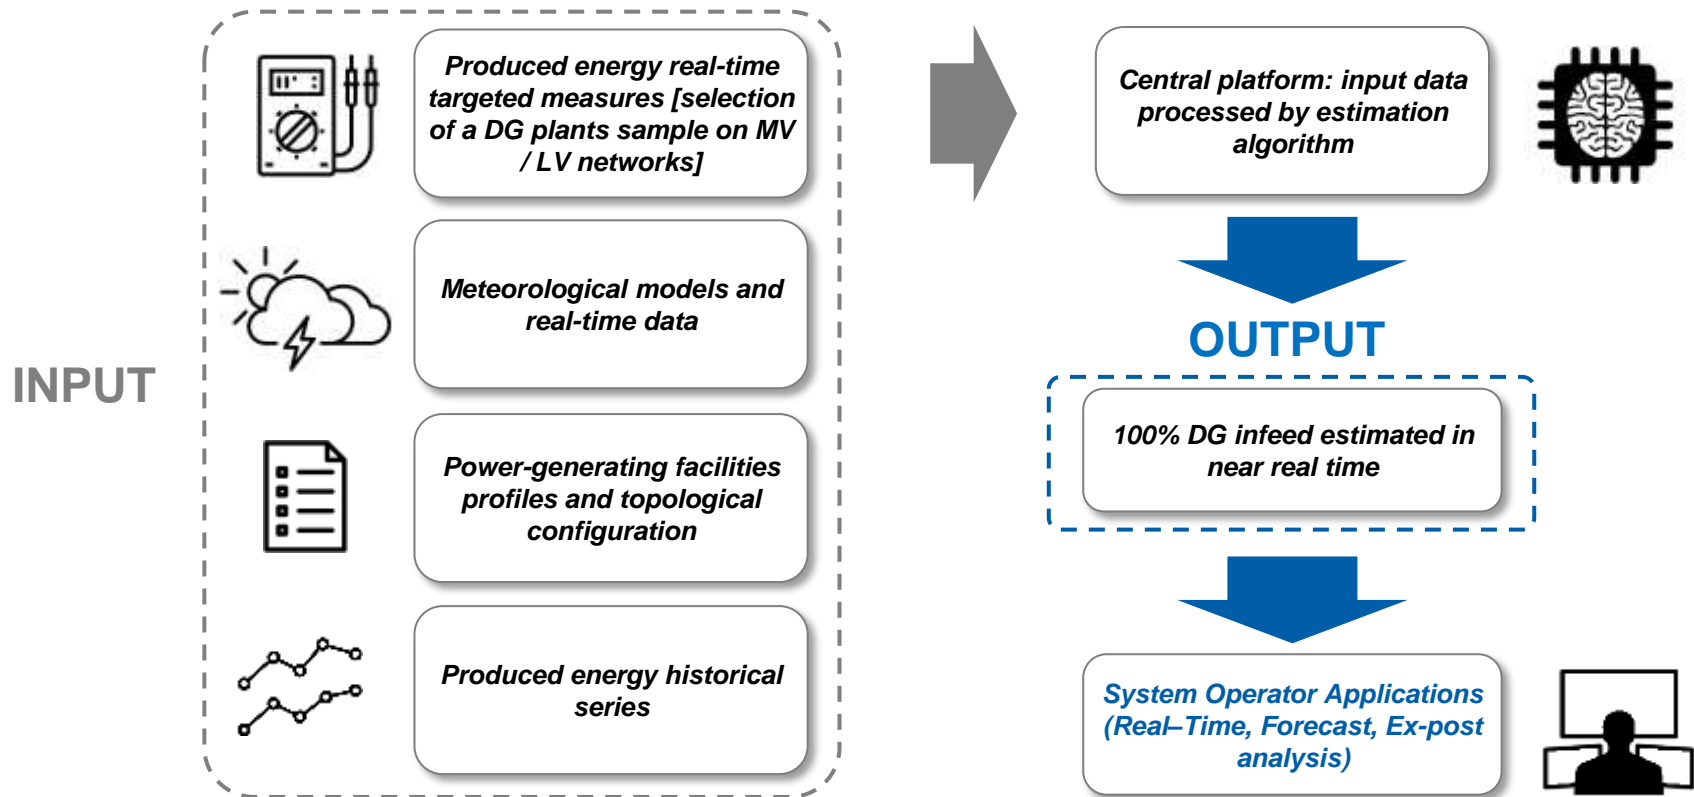 INPUT
Produced energy real-time
targeted measures [selection
of a DG plants sample on MV
/ LV networks]
Meteorological models and
real-time data
Power-generating facilities
profiles and topological
configuration
Produced energy historical
series
Central platform: input data
processed by estimation
algorithm
OUTPUT
100% DG infeed estimated in
near real time
System Operator Applications
(Real–Time, Forecast, Ex-post
analysis)